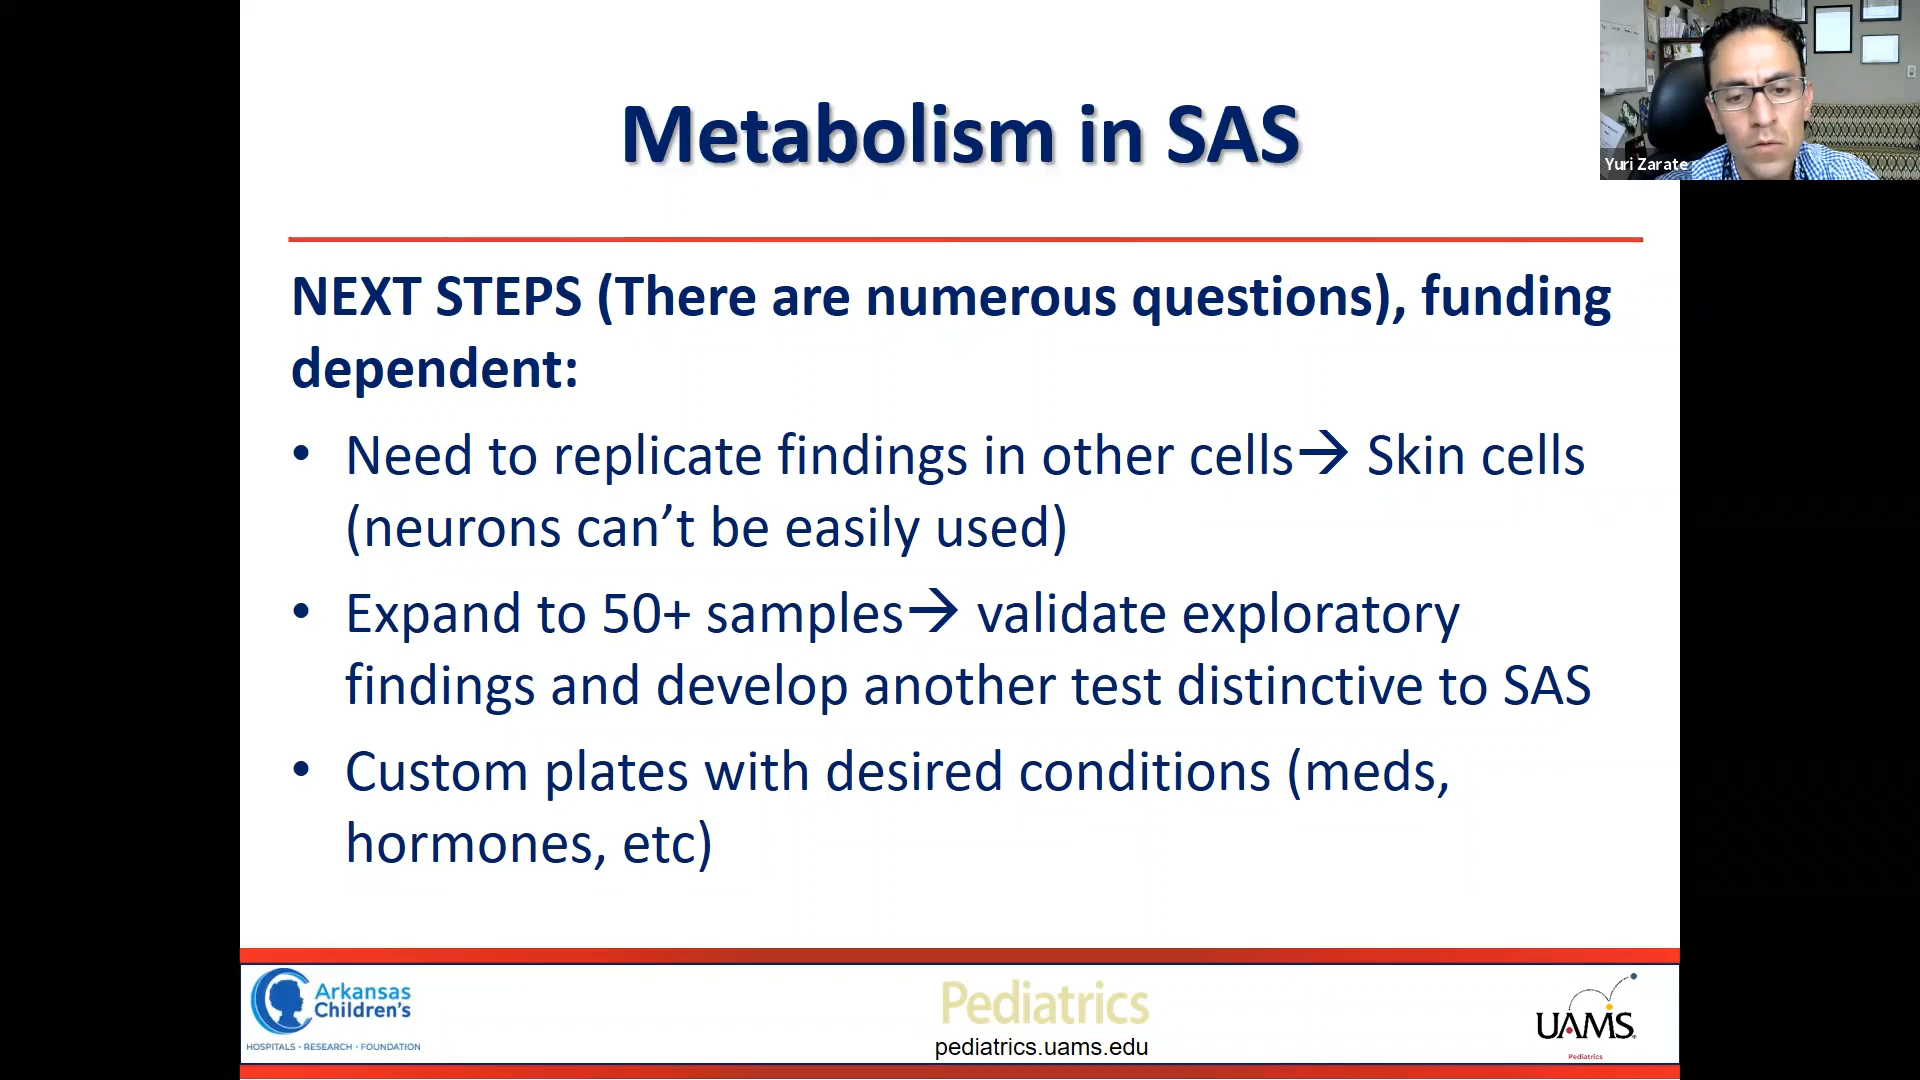 Metabolism in SAS
Yuri Zarate
NEXT STEPS (There are numerous questions), funding
dependent:
• Need to replicate findings in other cells→ Skin cells
(neurons can’t be easily used)
• Expand to 50+ samples→ validate exploratory
findings and develop another test distinctive to SAS
• Custom plates with desired conditions (meds,
hormones, etc)
Arkansas
Children's
HOSPITALS • RESEARCH • FOUNDATION
Pediatrics
pediatrics.uams.edu
UAMS
Pediatrics